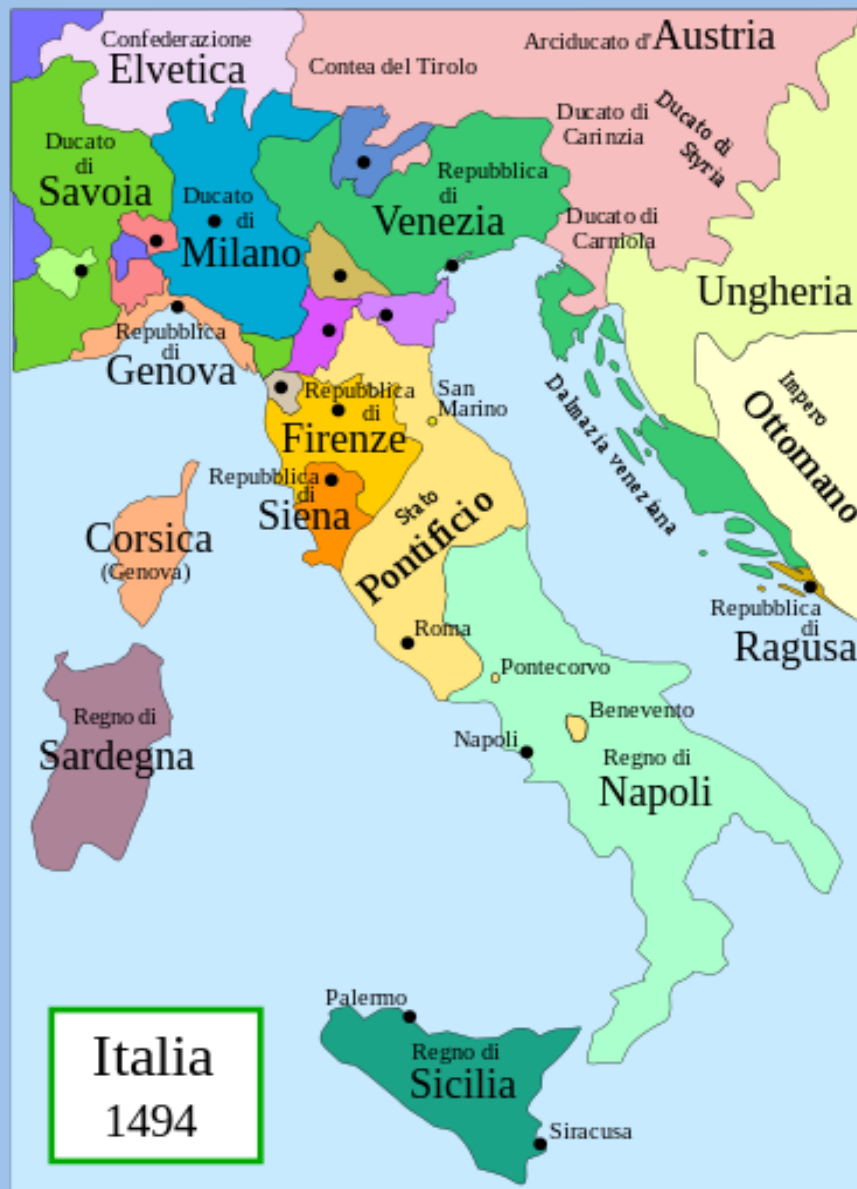 Confederazione
Elvetica
Contea del Tirolo
Arciducato d'Austria
Ducato di
Carinzia
Ducato di
Styria
Ducato
di
Savoia
Ducato
di
Milano
Repubblica
di
Venezia
Ducato di
Carniola
Ungheria
Repubblica
di
Genova
Impero
Ottomano
San
Marino
Dalmazia veneziana
Repubblica
di
Firenze
Repubblica
di
Siena
Stato
Pontificio
Corsica
(Genova)
Roma
Repubblica
di
Ragusa
Pontecorvo
Benevento
Regno di
Sardegna
Napoli
Regno di
Napoli
Palermo
Regno di
Sicilia
Siracusa
Italia
1494